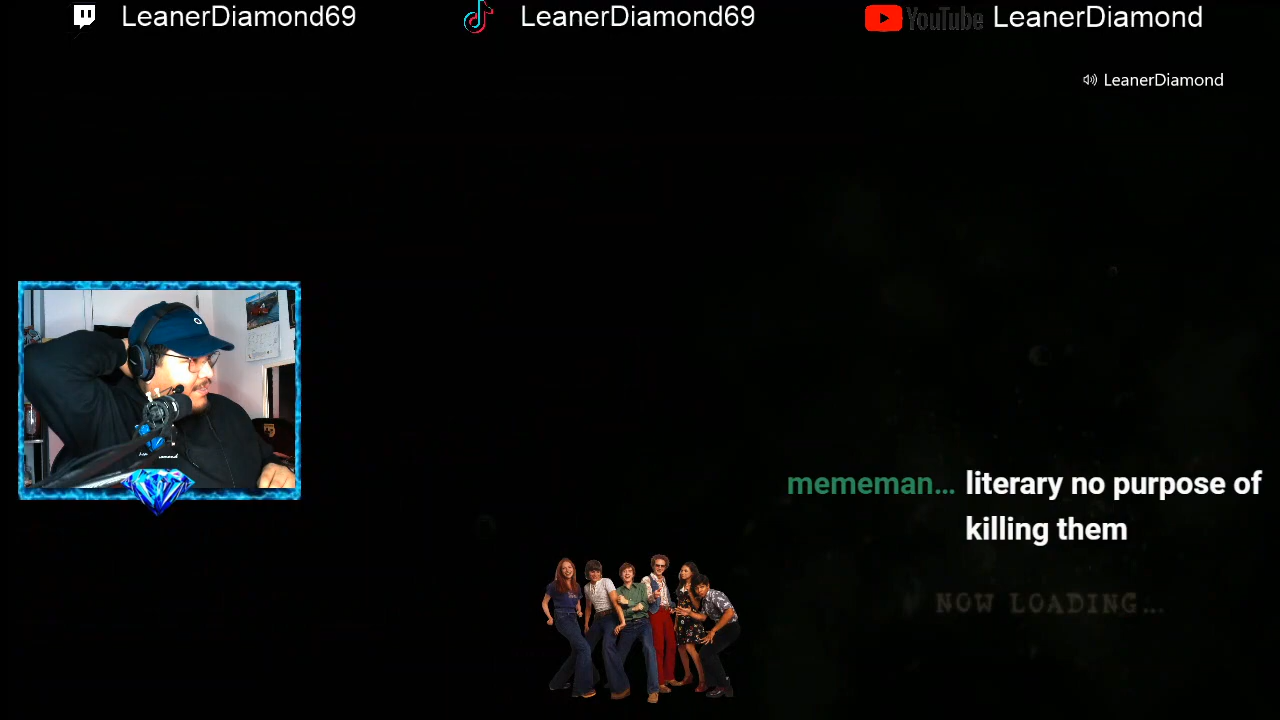 LeanerDiamond69
LeanerDiamond69
YouTube LeanerDiamond
LeanerDiamond
mememan… literary no purpose of
killing them
NOW LOADING...